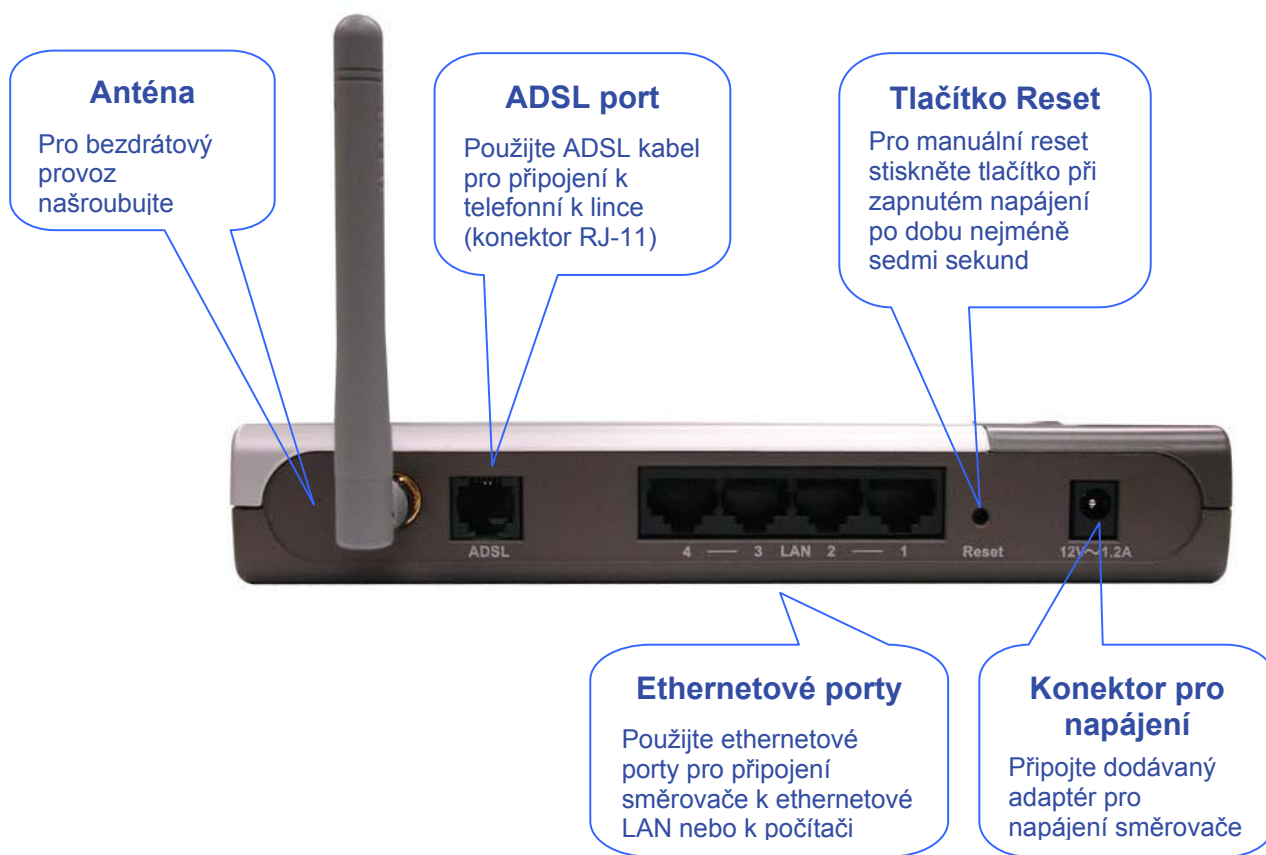 Anténa
Pro bezdrátový
provoz
našroubujte
ADSL port
Použijte ADSL kabel
pro připojení k
telefonní k lince
(konektor RJ-11)
Tlačítko Reset
Pro manuální reset
stiskněte tlačítko při
zapnutém napájení
po dobu nejméně
sedmi sekund
ADSL
4 — 3 LAN 2 — 1
Reset
12V～1.2A
Ethernetové porty
Použijte ethernetové
porty pro připojení
směrovače k ethernetové
LAN nebo k počítači
Konektor pro
napájení
Připojte dodávaný
adaptér pro
napájení směrovače